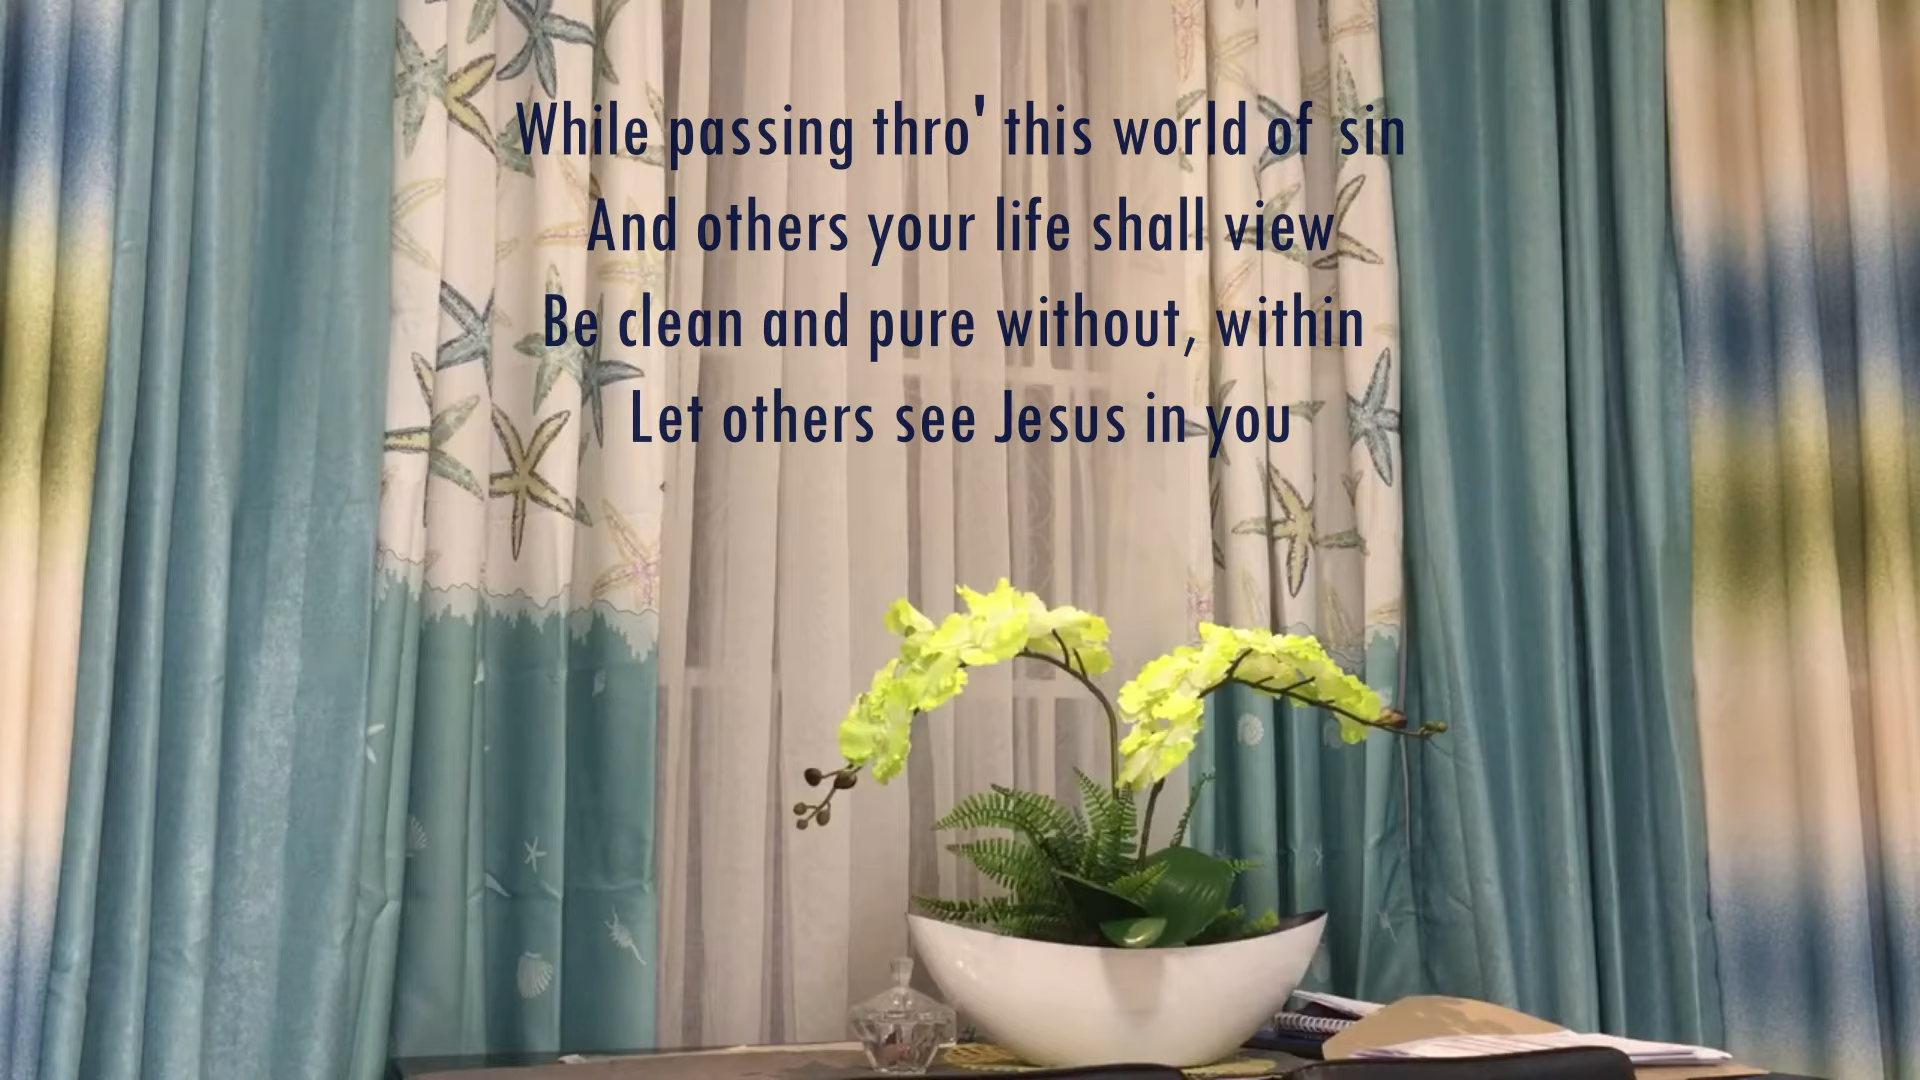 While passing thro' this world of sin
And others your life shall view
Be clean and pure without, within
Let others see Jesus in you